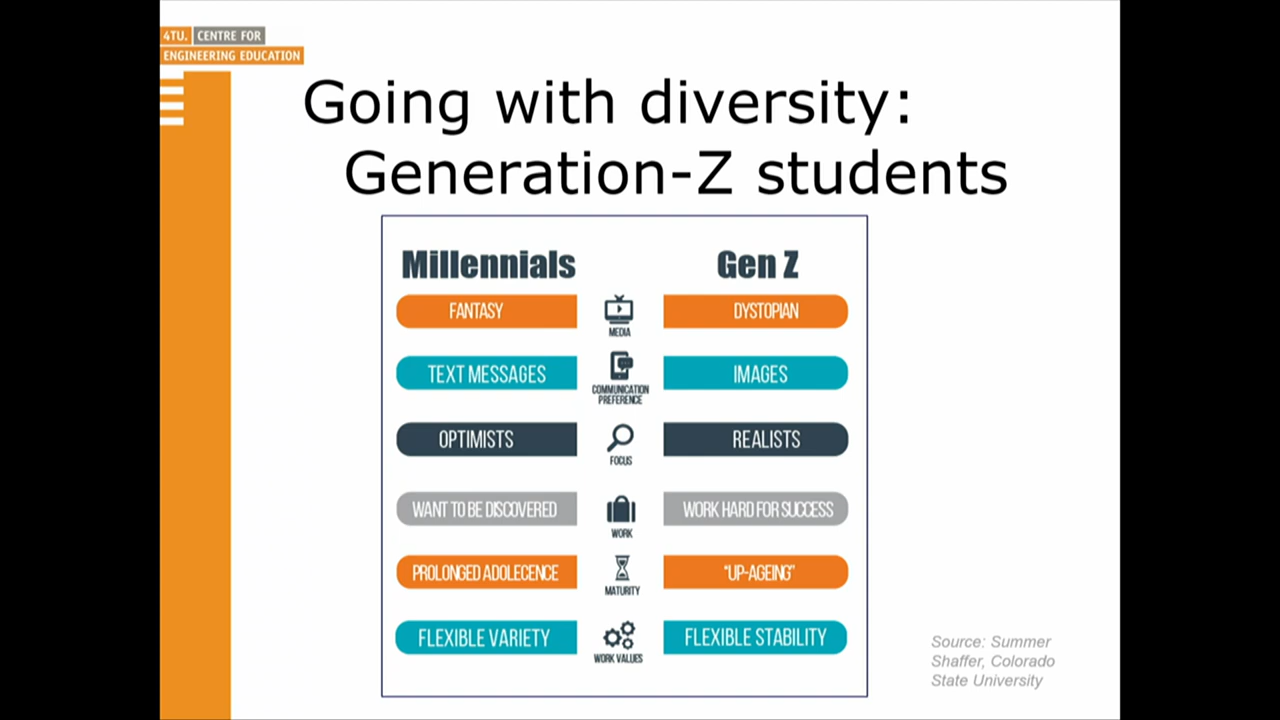 4TU. CENTRE FOR
ENGINEERING EDUCATION
Going with diversity:
Generation-Z students
Millennials Gen Z
FANTASY MEDIA DYSTOPIAN
TEXT MESSAGES COMMUNICATION PREFERENCE IMAGES
OPTIMISTS FOCUS REALISTS
WANT TO BE DISCOVERED WORK WORK HARD FOR SUCCESS
PROLONGED ADOLECENCE MATURITY "UP-AGEING"
FLEXIBLE VARIETY WORK VALUES FLEXIBLE STABILITY
Source: Summer
Shaffer, Colorado
State University